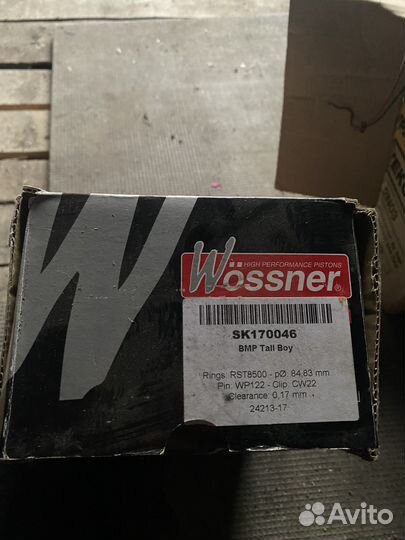 HIGH PERFORMANCE PISTONS
Wössner
SK170046
BMP Tall Boy
Rings: RST8500 - pØ: 84,83 mm
Pin: WP122 - Clip: CW22
Clearance: 0,17 mm
24213-17
Avito